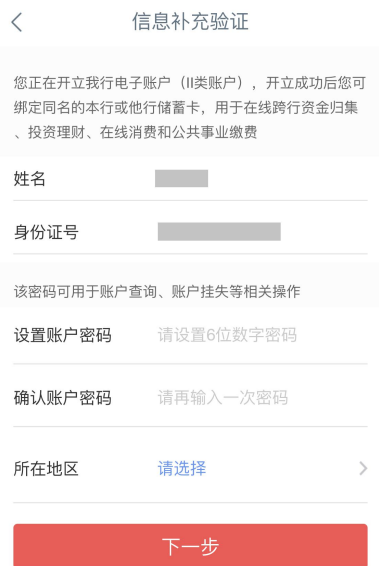 信息补充验证
您正在开立我行电子账户（II类账户），开立成功后您可
绑定同名的本行或他行储蓄卡，用于在线跨行资金归集
、投资理财、在线消费和公共事业缴费
姓名
身份证号
该密码可用于账户查询、账户挂失等相关操作
设置账户密码 请设置6位数字密码
确认账户密码 请再输入一次密码
所在地区 请选择
下一步